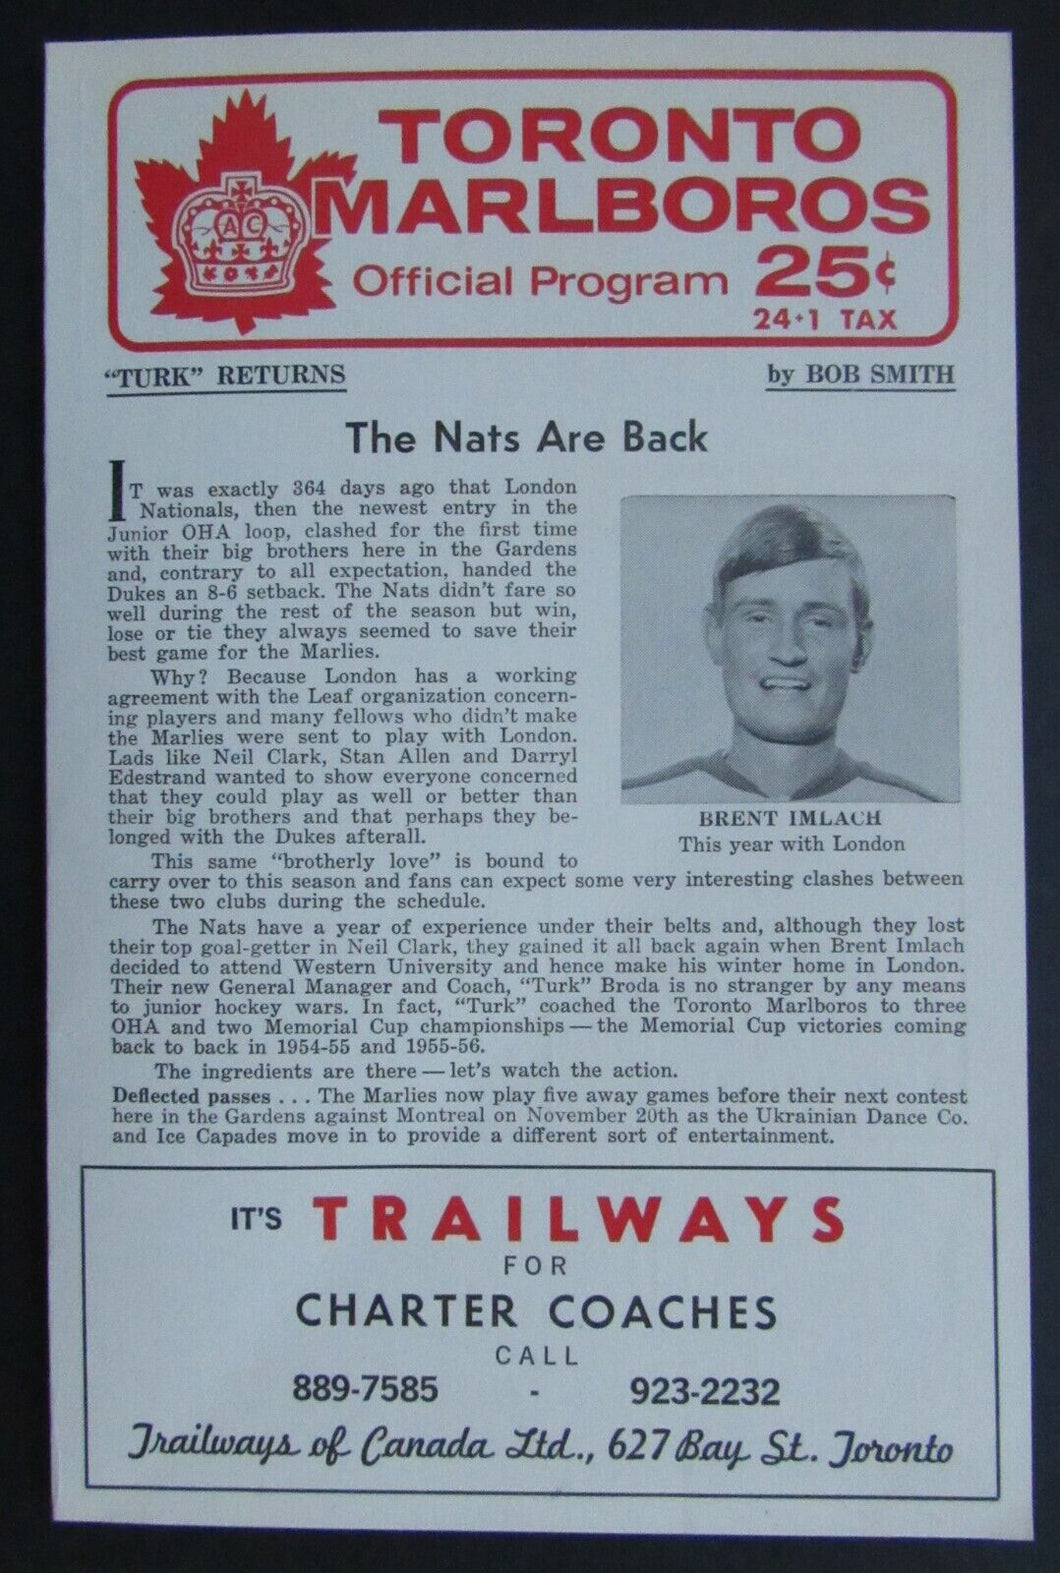 TORONTO
MARLBOROS
AC
Official Program 25¢
24+1 TAX
"TURK" RETURNS
by BOB SMITH
The Nats Are Back
IT was exactly 364 days ago that London
Nationals, then the newest entry in the
Junior OHA loop, clashed for the first time
with their big brothers here in the Gardens
and, contrary to all expectation, handed the
Dukes an 8-6 setback. The Nats didn't fare so
well during the rest of the season but win,
lose or tie they always seemed to save their
best game for the Marlies.
Why? Because London has a working
agreement with the Leaf organization concern-
ing players and many fellows who didn't make
the Marlies were sent to play with London.
Lads like Neil Clark, Stan Allen and Darryl
Edestrand wanted to show everyone concerned
that they could play as well or better than
their big brothers and that perhaps they be-
longed with the Dukes afterall.
BRENT IMLACH
This year with London
This same "brotherly love" is bound to
carry over to this season and fans can expect some very interesting clashes between
these two clubs during the schedule.
The Nats have a year of experience under their belts and, although they lost
their top goal-getter in Neil Clark, they gained it all back again when Brent Imlach
decided to attend Western University and hence make his winter home in London.
Their new General Manager and Coach, "Turk" Broda is no stranger by any means
to junior hockey wars. In fact, "Turk" coached the Toronto Marlboros to three
OHA and two Memorial Cup championships — the Memorial Cup victories coming
back to back in 1954-55 and 1955-56.
The ingredients are there — let's watch the action.
Deflected passes . . . The Marlies now play five away games before their next contest
here in the Gardens against Montreal on November 20th as the Ukrainian Dance Co.
and Ice Capades move in to provide a different sort of entertainment.
IT'S TRAILWAYS
FOR
CHARTER COACHES
CALL
889-7585 - 923-2232
Trailways of Canada Ltd., 627 Bay St. Toronto